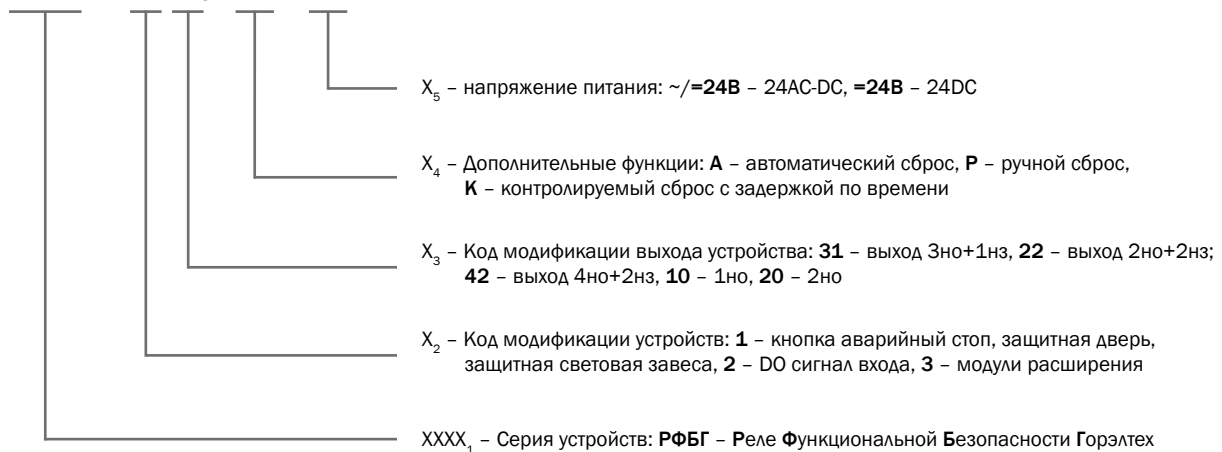 X5 – напряжение питания: ~/=24В – 24AC-DC, =24В – 24DC
X4 – Дополнительные функции: А – автоматический сброс, Р – ручной сброс,
К – контролируемый сброс с задержкой по времени
X3 – Код модификации выхода устройства: 31 – выход 3но+1нз, 22 – выход 2но+2нз;
42 – выход 4но+2нз, 10 – 1но, 20 – 2но
X2 – Код модификации устройств: 1 – кнопка аварийный стоп, защитная дверь,
защитная световая завеса, 2 – DO сигнал входа, 3 – модули расширения
XXXX1 – Серия устройств: РФБГ – Реле Функциональной Безопасности Горэлтех